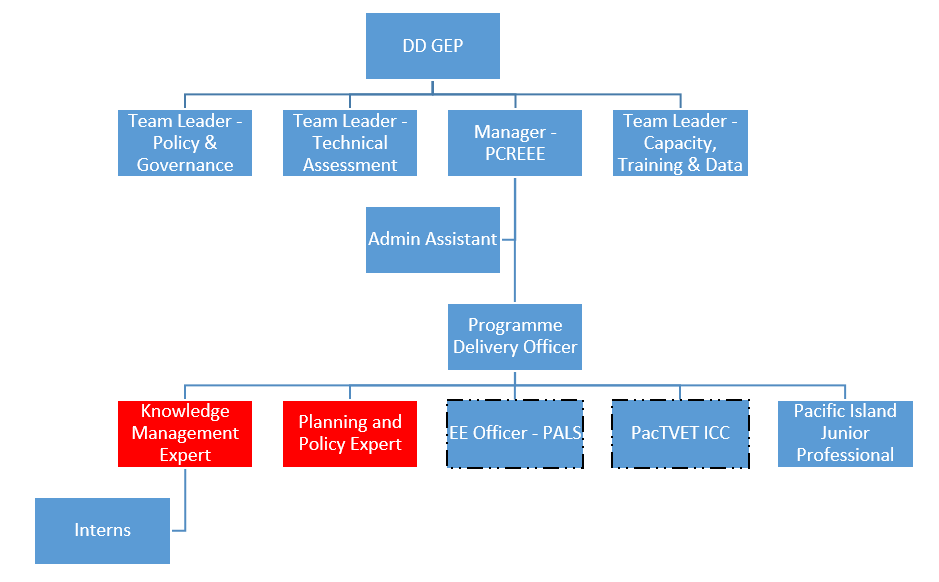 DD GEP
Team Leader -
Policy &
Governance
Team Leader -
Technical
Assessment
Manager -
PCREEE
Team Leader -
Capacity,
Training & Data
Admin Assistant
Programme
Delivery Officer
Knowledge
Management
Expert
Planning and
Policy Expert
EE Officer - PALS
PacTVET ICC
Pacific Island
Junior
Professional
Interns